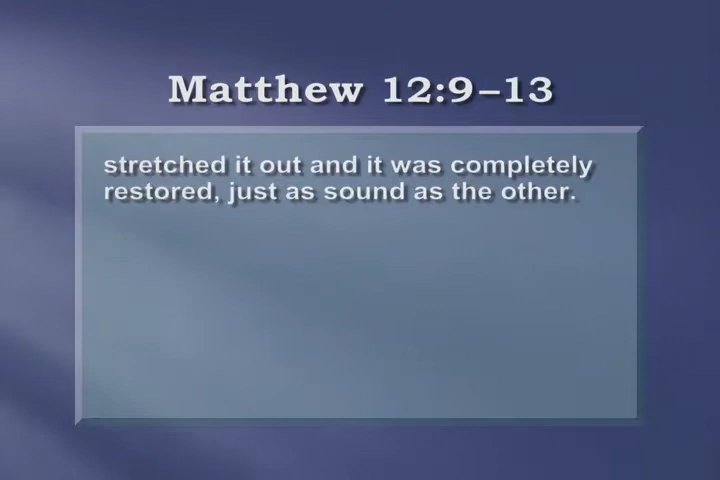 Matthew 12:9–13
stretched it out and it was completely
restored, just as sound as the other.